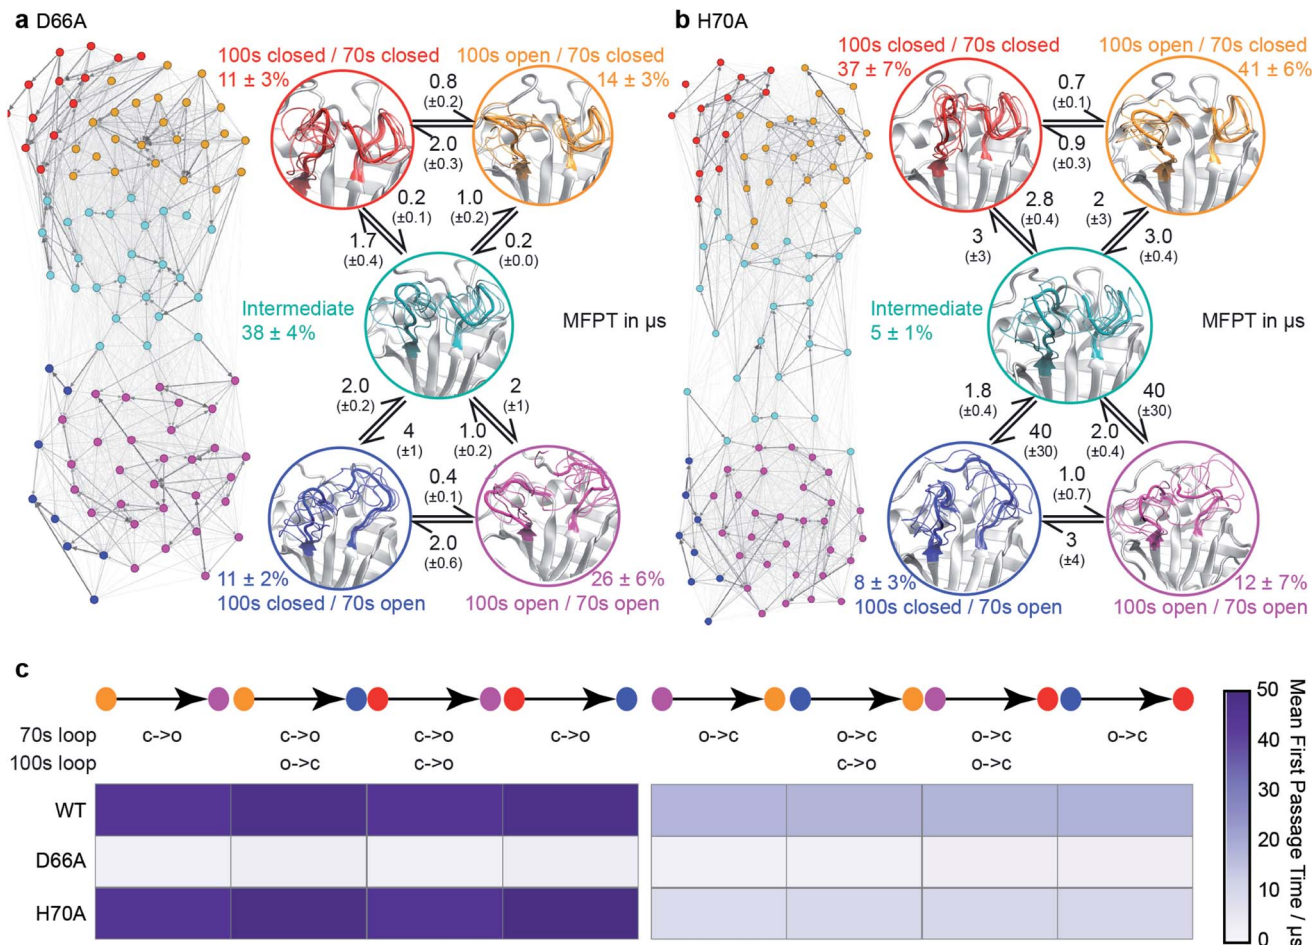 a D66A
100s closed / 70s closed
11 ± 3%
100s open / 70s closed
14 ± 3%
0.8
(±0.2)
2.0
(±0.3)
0.2
(±0.1)
1.7
(±0.4)
1.0
(±0.2)
0.2
(±0.0)
Intermediate
38 ± 4%
MFPT in µs
2.0
(±0.2)
4
(±1)
2
(±1)
1.0
(±0.2)
0.4
(±0.1)
2.0
(±0.6)
11 ± 2%
100s closed / 70s open
26 ± 6%
100s open / 70s open
b H70A
100s closed / 70s closed
37 ± 7%
100s open / 70s closed
41 ± 6%
0.7
(±0.1)
0.9
(±0.3)
2.8
(±0.4)
3
(±3)
2
(±3)
3.0
(±0.4)
Intermediate
5 ± 1%
MFPT in µs
1.8
(±0.4)
40
(±30)
40
(±30)
2.0
(±0.4)
1.0
(±0.7)
3
(±4)
8 ± 3%
100s closed / 70s open
12 ± 7%
100s open / 70s open
c
70s loop c->o c->o c->o c->o o->c o->c o->c o->c
100s loop o->c c->o c->o o->c
WT
D66A
H70A
50
40
30
20
10
0
Mean First Passage Time / µs